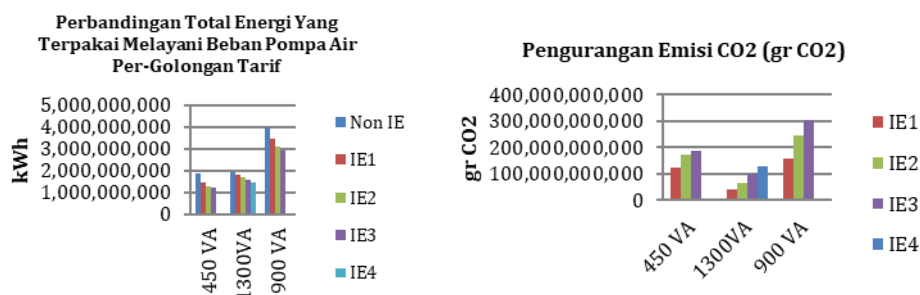 Perbandingan Total Energi Yang
Terpakai Melayani Beban Pompa Air
Per-Golongan Tarif
5,000,000,000
4,000,000,000
3,000,000,000
2,000,000,000
1,000,000,000
0
kWh
450 VA
1300VA
900 VA
Non IE
IE1
IE2
IE3
IE4
Pengurangan Emisi CO2 (gr CO2)
400,000,000,000
300,000,000,000
200,000,000,000
100,000,000,000
0
gr CO2
450 VA
1300VA
900 VA
IE1
IE2
IE3
IE4